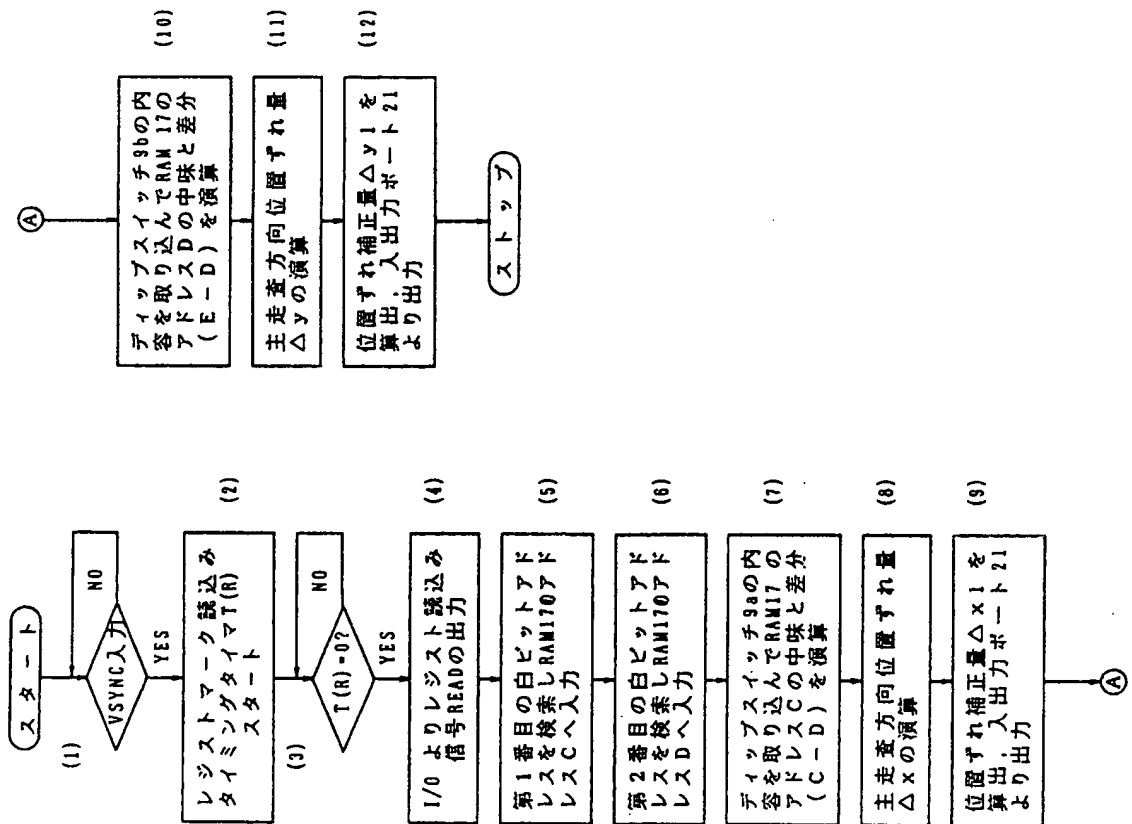 スタート
(1)
VSYNC入力
NO
YES
(2)
レジストマーク読込み
タイミングタイマT(R)
スタート
(3)
T(R)=0?
NO
YES
(4)
I/Oよりレジスト読込み
信号READの出力
(5)
第1番目の白ビットアド
レスを検索しRAM170アド
レスCへ入力
(6)
第2番目の白ビットアド
レスを検索しRAM170アド
レスDへ入力
(7)
ディップスイッチ9aの内
容を取り込んでRAM17の
アドレスCの中味と差分
(C-D)を演算
(8)
主走査方向位置ずれ量
△xの演算
(9)
位置ずれ補正量△x1を
算出,入出力ポート21
より出力
A
A
(10)
ディップスイッチ9bの内
容を取り込んでRAM17の
アドレスDの中味と差分
(E-D)を演算
(11)
主走査方向位置ずれ量
△yの演算
(12)
位置ずれ補正量△y1を
算出,入出力ポート21
より出力
ストップ